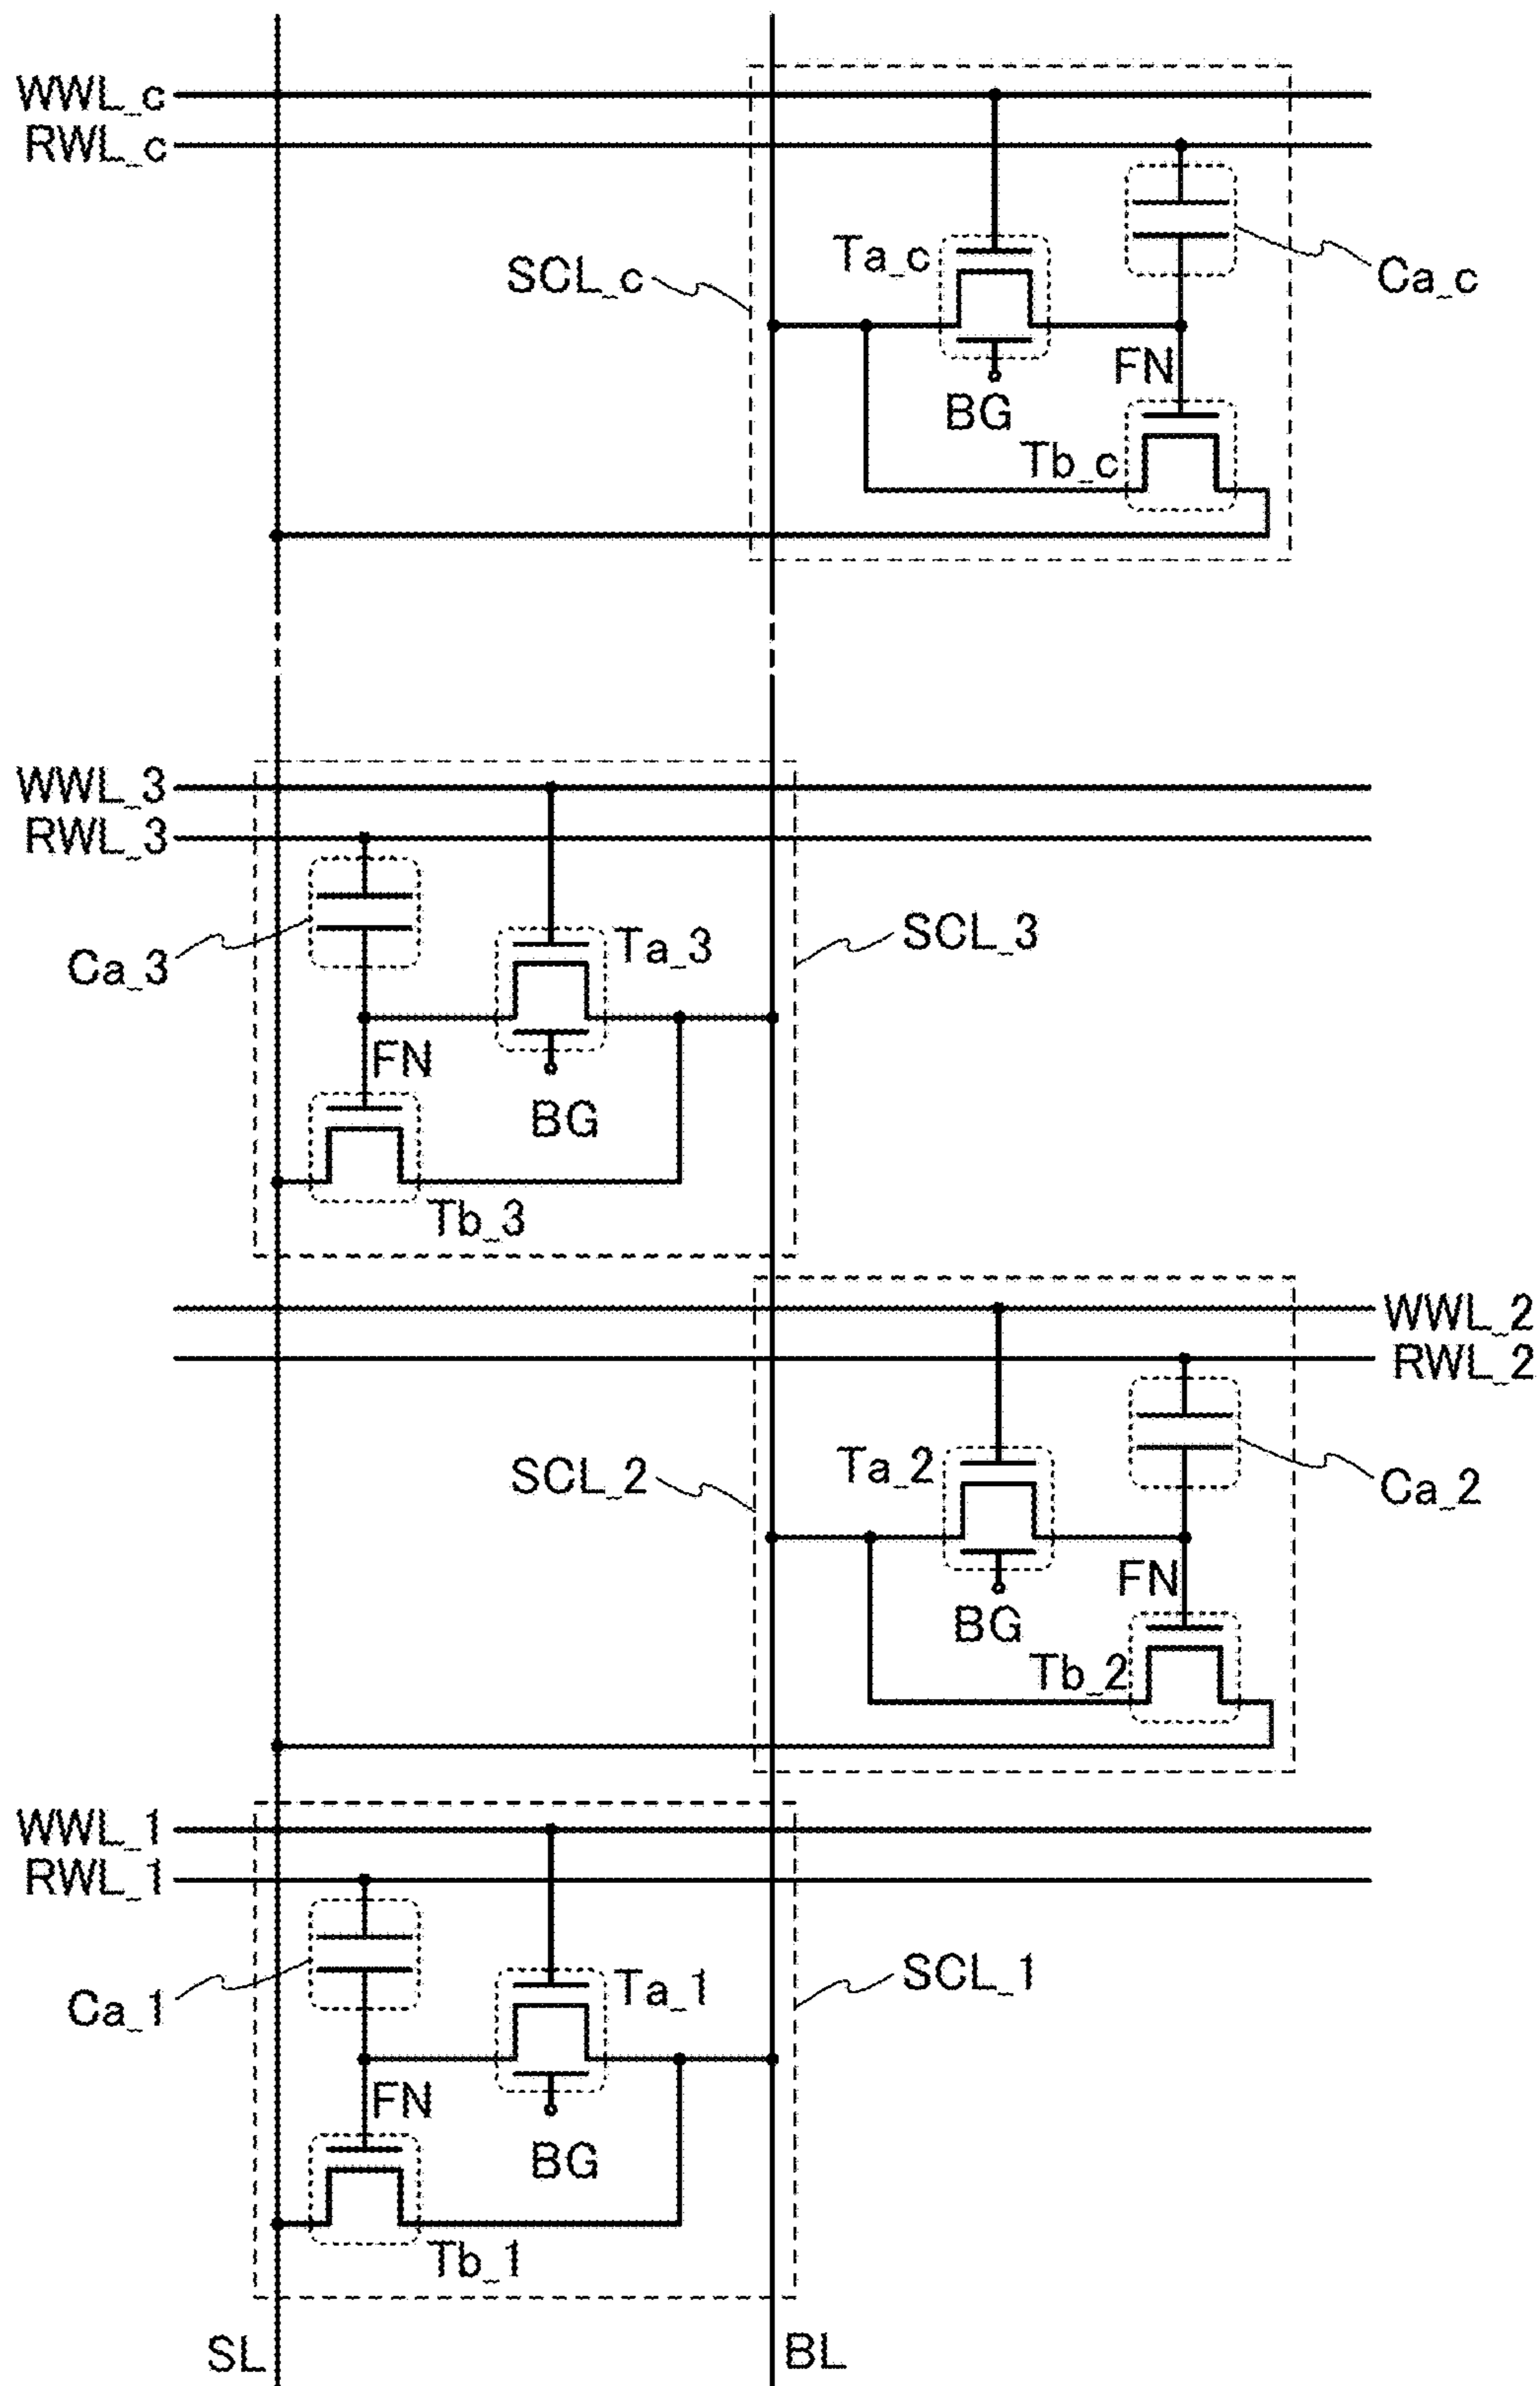 WWL_c
RWL_c
Ta_c
SCL_c
Ca_c
FN
BG
Tb_c
WWL_3
RWL_3
Ta_3
SCL_3
Ca_3
FN
BG
Tb_3
WWL_2
RWL_2
Ta_2
SCL_2
Ca_2
FN
BG
Tb_2
WWL_1
RWL_1
Ta_1
SCL_1
Ca_1
FN
BG
Tb_1
SL
BL